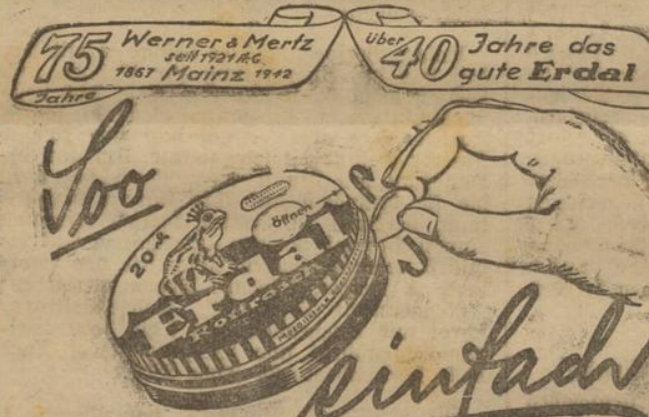 75 Jahre
Werner & Mertz
seit 1921 A.G.
1867 Mainz 1942
über 40 Jahre das
gute Erdal
Soo
20
Öffnen
Erdal
Rotfrosch
einfach